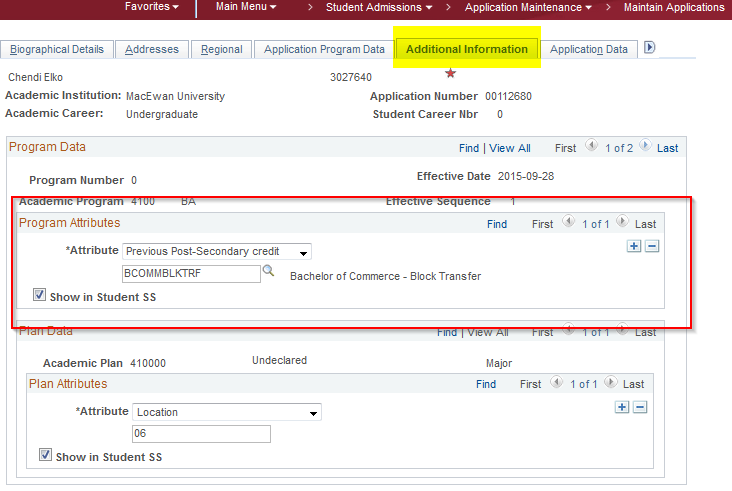 Favorites Main Menu > Student Admissions > Application Maintenance > Maintain Applications
Biographical Details Addresses Regional Application Program Data Additional Information Application Data
Chendi Elko 3027640
Academic Institution: MacEwan University Application Number 00112680
Academic Career: Undergraduate Student Career Nbr 0
Program Data Find | View All First 1 of 2 Last
Program Number 0 Effective Date 2015-09-28
Academic Program 4100 BA Effective Sequence 1
Program Attributes Find First 1 of 1 Last
*Attribute Previous Post-Secondary credit
BCOMMBLKTRF Bachelor of Commerce - Block Transfer
Show in Student SS
Plan Data Find | View All First 1 of 1 Last
Academic Plan 410000 Undeclared Major
Plan Attributes Find First 1 of 1 Last
*Attribute Location
06
Show in Student SS